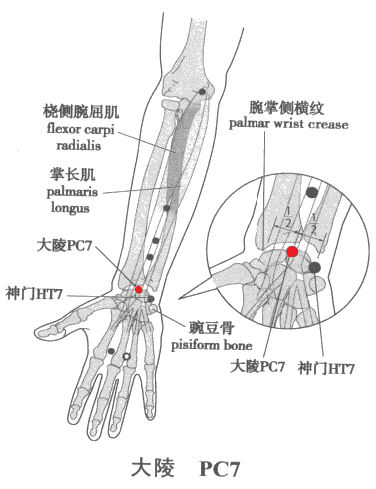 桡侧腕屈肌
flexor carpi
radialis
掌长肌
palmaris
longus
大陵PC7
神门HT7
豌豆骨
pisiform bone
腕掌侧横纹
palmar wrist crease
1/2
1/2
大陵PC7
神门HT7
大陵 PC7